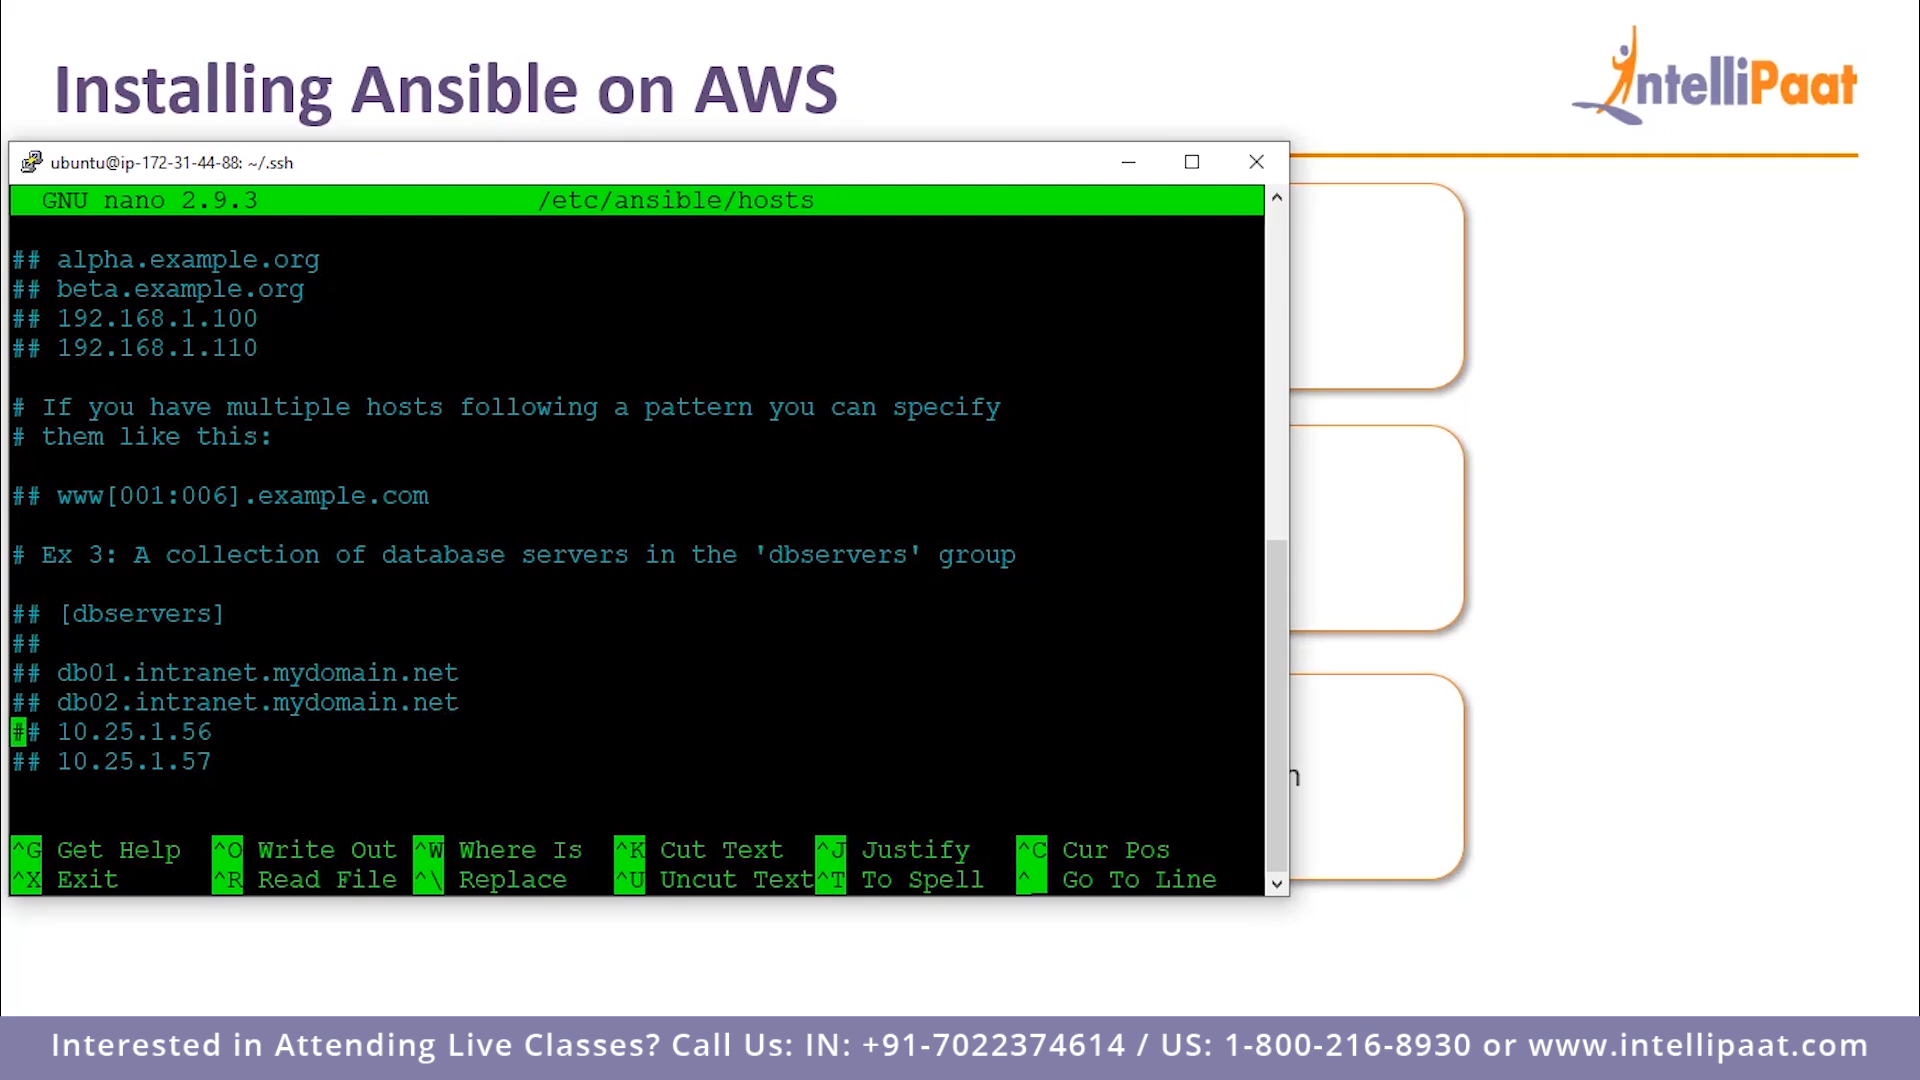 Installing Ansible on AWS
IntelliPaat
ubuntu@ip-172-31-44-88: ~/.ssh
GNU nano 2.9.3 /etc/ansible/hosts
## alpha.example.org
## beta.example.org
## 192.168.1.100
## 192.168.1.110
# If you have multiple hosts following a pattern you can specify
# them like this:
## www[001:006].example.com
# Ex 3: A collection of database servers in the 'dbservers' group
## [dbservers]
##
## db01.intranet.mydomain.net
## db02.intranet.mydomain.net
## 10.25.1.56
## 10.25.1.57
n
^G Get Help ^O Write Out ^W Where Is ^K Cut Text ^J Justify ^C Cur Pos
^X Exit ^R Read File ^\ Replace ^U Uncut Text ^T To Spell ^_ Go To Line
Interested in Attending Live Classes? Call Us: IN: +91-7022374614 / US: 1-800-216-8930 or www.intellipaat.com